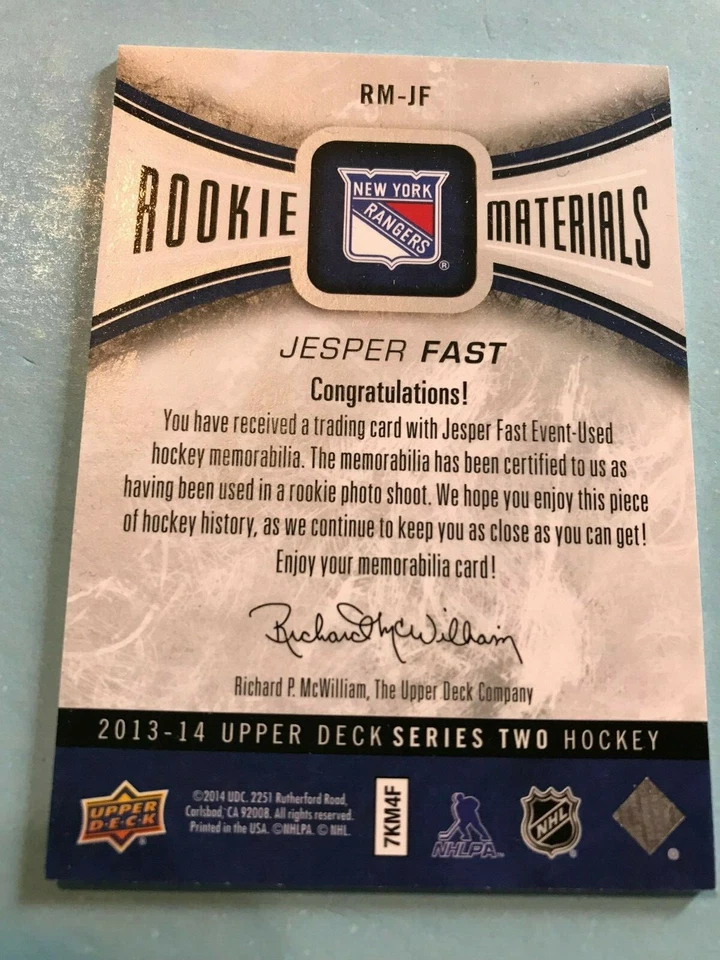 RM-JF
ROOKIE MATERIALS
NEW YORK
RANGERS
®
JESPER FAST
Congratulations!
You have received a trading card with Jesper Fast Event-Used
hockey memorabilia. The memorabilia has been certified to us as
having been used in a rookie photo shoot. We hope you enjoy this piece
of hockey history, as we continue to keep you as close as you can get!
Enjoy your memorabilia card!
Richard P. McWilliam
Richard P. McWilliam, The Upper Deck Company
2013-14 UPPER DECK SERIES TWO HOCKEY
UPPER
D·E·C·K
©2014 UDC. 2251 Rutherford Road,
Carlsbad, CA 92008. All rights reserved.
Printed in the USA. ©NHLPA. © NHL.
7KM4F
NHLPA
NHL